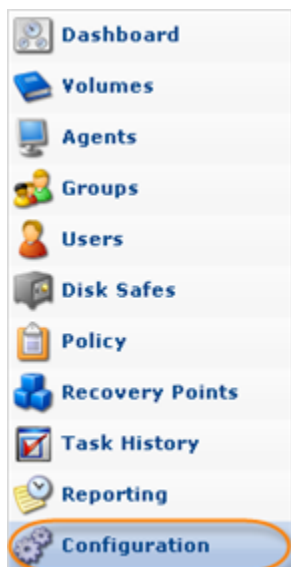 Dashboard
Volumes
Agents
Groups
Users
Disk Safes
Policy
Recovery Points
Task History
Reporting
Configuration